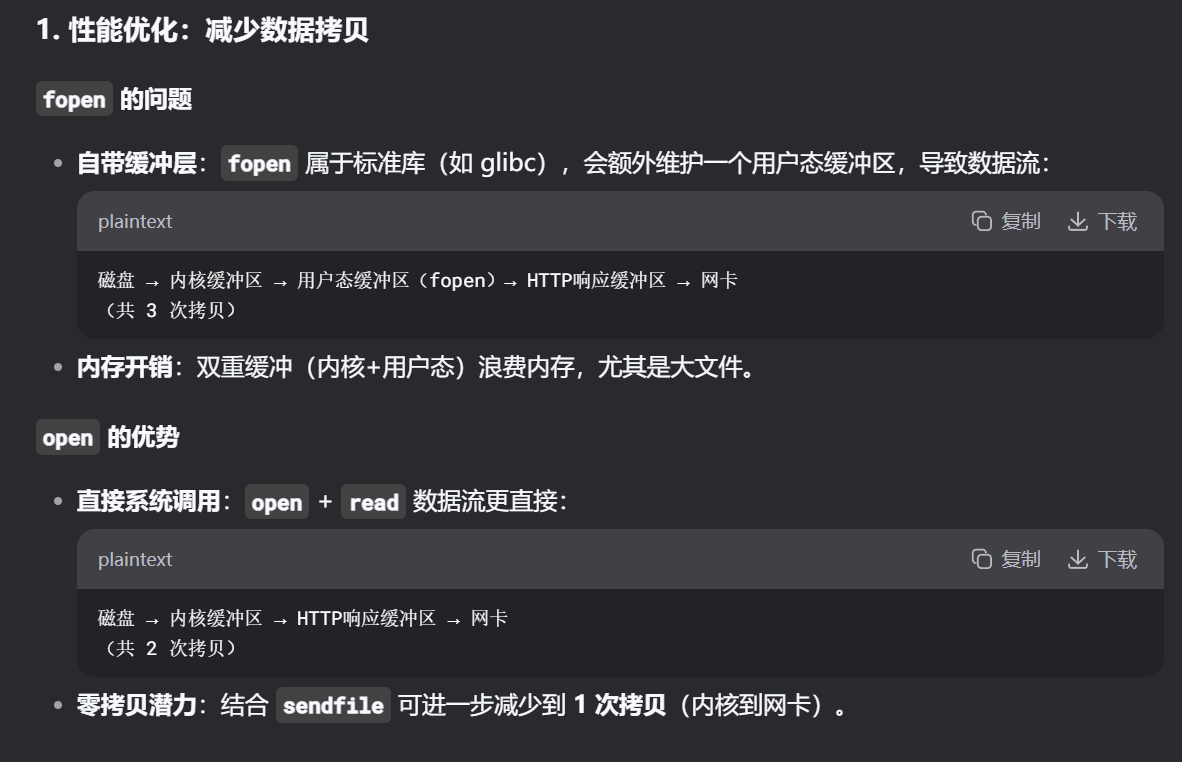 1. 性能优化：减少数据拷贝
fopen 的问题
• 自带缓冲层：fopen 属于标准库（如 glibc），会额外维护一个用户态缓冲区，导致数据流：
plaintext 复制 下载
磁盘 → 内核缓冲区 → 用户态缓冲区（fopen）→ HTTP响应缓冲区 → 网卡
（共 3 次拷贝）
• 内存开销：双重缓冲（内核+用户态）浪费内存，尤其是大文件。
open 的优势
• 直接系统调用：open + read 数据流更直接：
plaintext 复制 下载
磁盘 → 内核缓冲区 → HTTP响应缓冲区 → 网卡
（共 2 次拷贝）
• 零拷贝潜力：结合 sendfile 可进一步减少到 1 次拷贝（内核到网卡）。